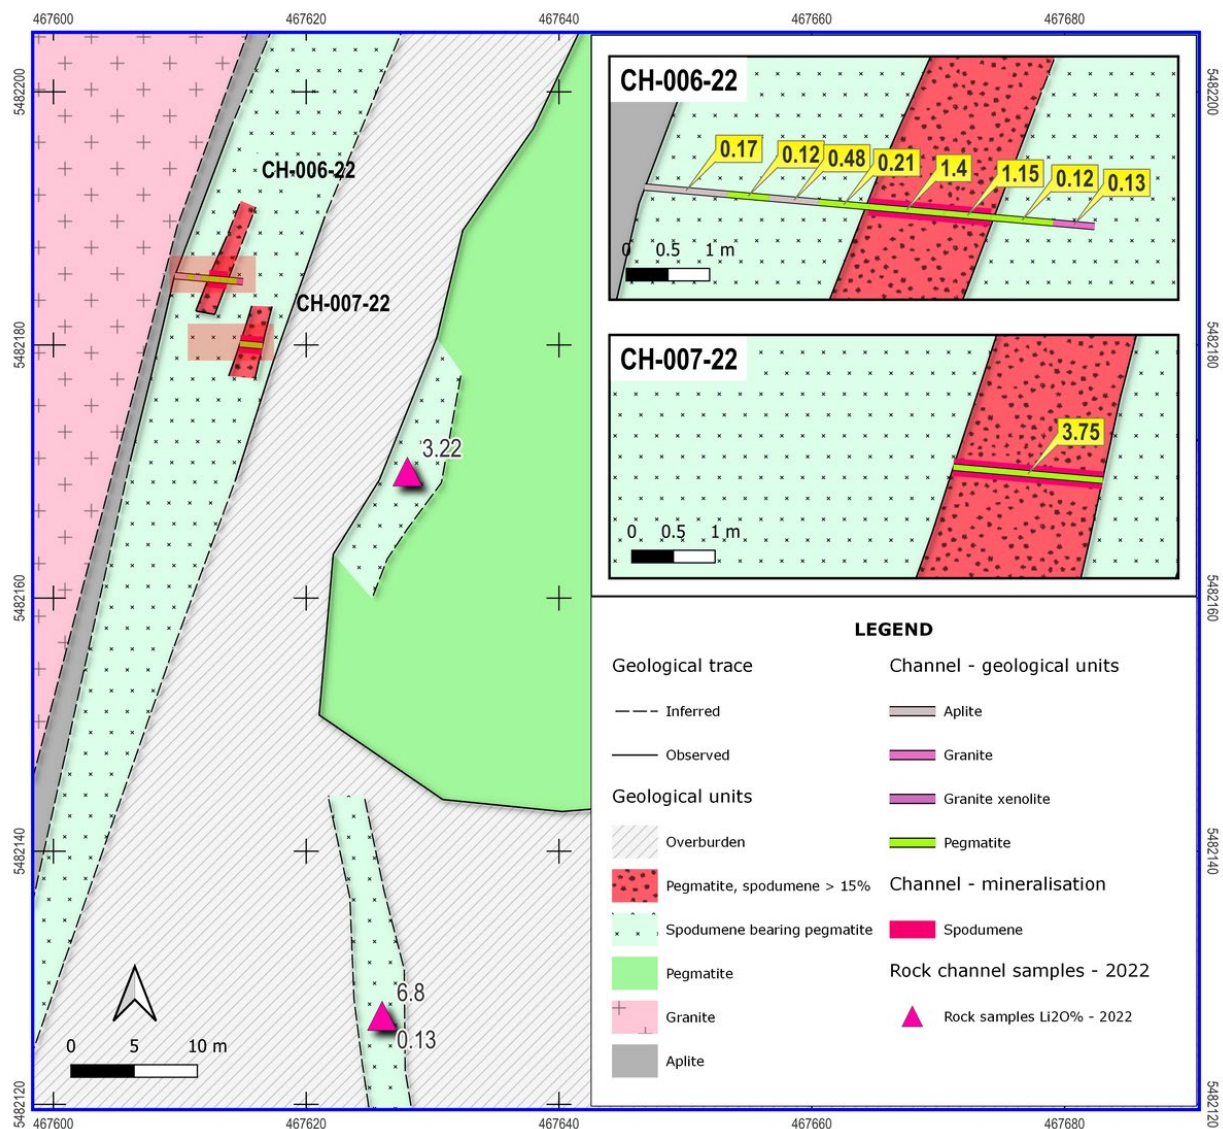 467600
467620
467640
467660
467680
5482200
5482180
5482160
5482140
5482120
CH-006-22
CH-007-22
3.22
6.8
0.13
0 5 10 m
CH-006-22
0.17
0.12
0.48
0.21
1.4
1.15
0.12
0.13
0 0.5 1 m
CH-007-22
3.75
0 0.5 1 m
LEGEND
Geological trace
Inferred
Observed
Geological units
Overburden
Pegmatite, spodumene > 15%
Spodumene bearing pegmatite
Pegmatite
Granite
Aplite
Channel - geological units
Aplite
Granite
Granite xenolite
Pegmatite
Channel - mineralisation
Spodumene
Rock channel samples - 2022
Rock samples Li2O% - 2022
5482200
5482180
5482160
5482140
5482120
467600
467620
467640
467660
467680